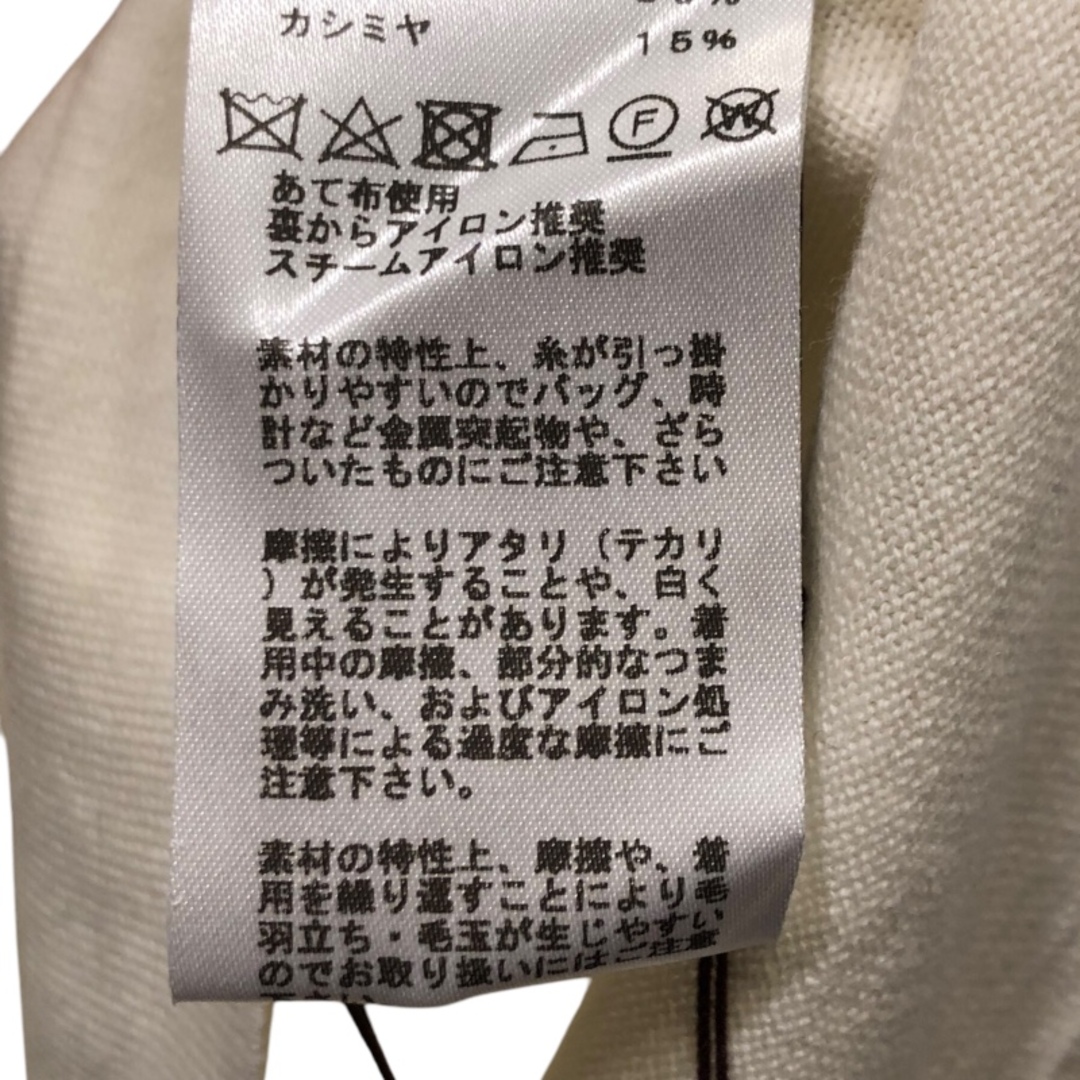 カシミヤ 15%
F W
あて布使用
裏からアイロン推奨
スチームアイロン推奨
素材の特性上、糸が引っ掛
かりやすいのでバッグ、時
計など金属突起物や、ざら
ついたものにご注意下さい
摩擦によりアタリ（テカリ
）が発生することや、白く
見えることがあります。着
用中の摩擦、部分的なつま
み洗い、およびアイロン処
理等による過度な摩擦にご
注意下さい。
素材の特性上、摩擦や、着
用を繰り返すことにより毛
羽立ち・毛玉が生じやすい
のでお取り扱いにはご注意